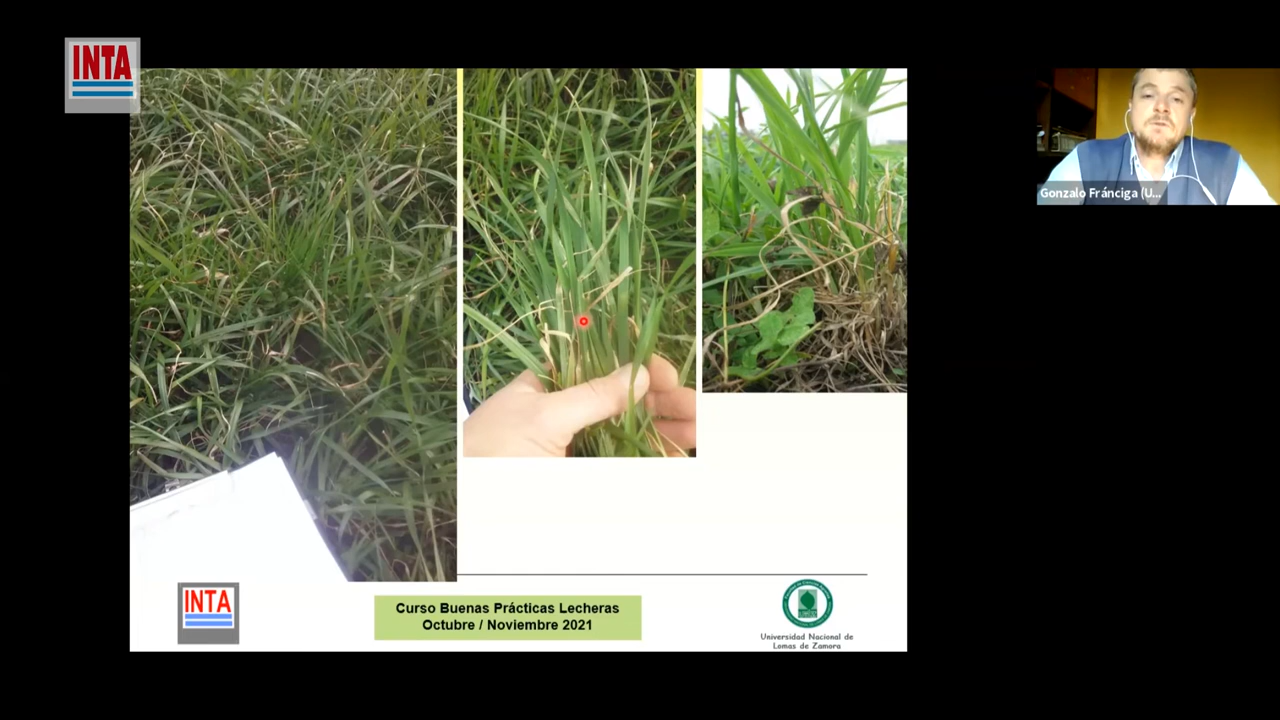 INTA
Gonzalo Fránciga (U...
INTA
Curso Buenas Prácticas Lecheras
Octubre / Noviembre 2021
Universidad Nacional de
Lomas de Zamora